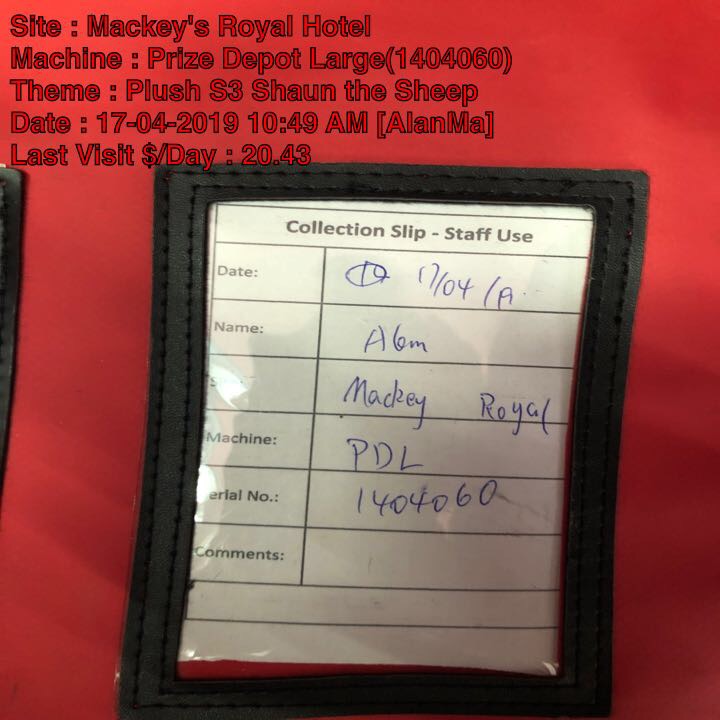 Site : Mackey's Royal Hotel
Machine : Prize Depot Large(1404060)
Theme : Plush S3 Shaun the Sheep
Date : 17-04-2019 10:49 AM [AlanMa]
Last Visit $/Day : 20.43
Collection Slip - Staff Use
Date: 17/04/19.
Name: Alan
Mackey Royal
Machine: PDL
erial No.: 1404060
Comments: